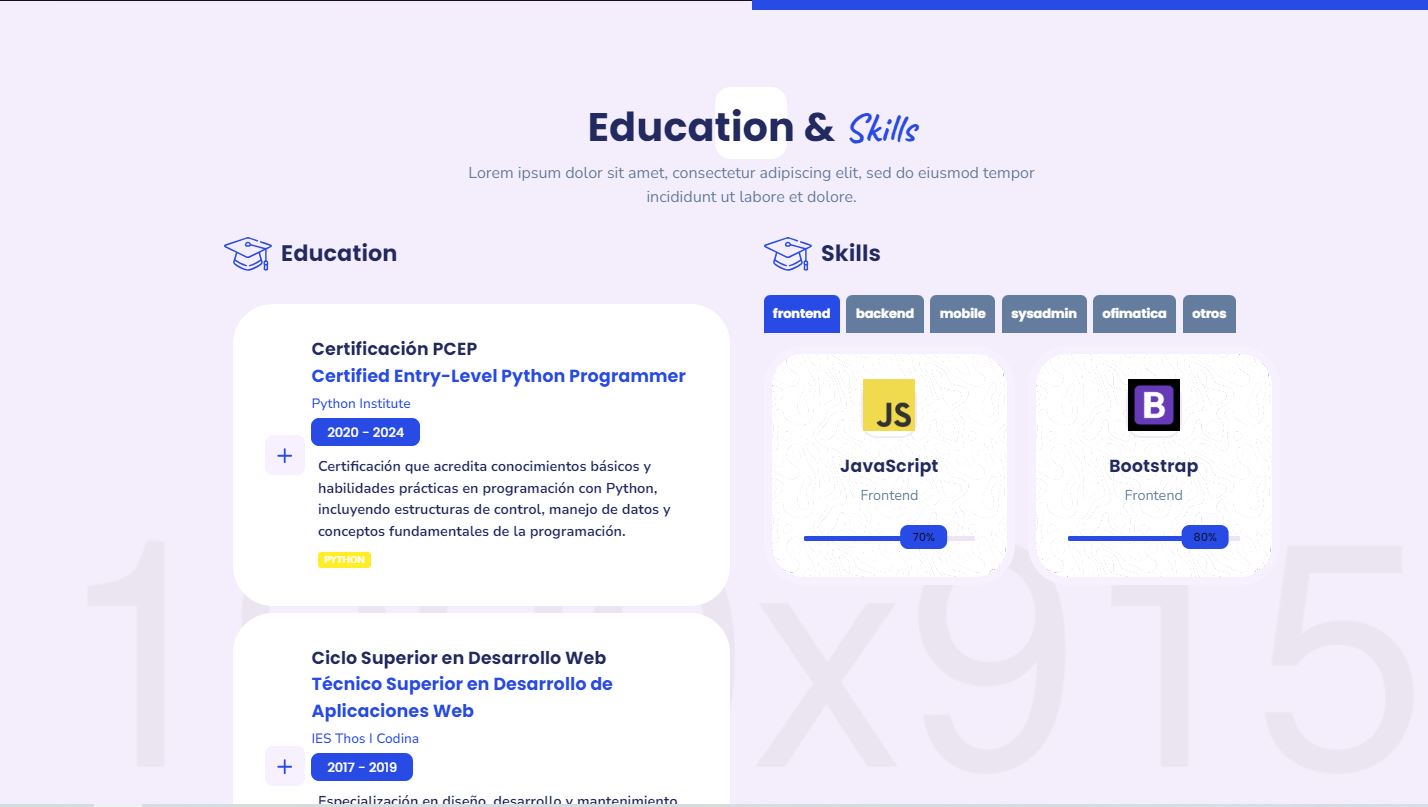 Education & Skills
Lorem ipsum dolor sit amet, consectetur adipiscing elit, sed do eiusmod tempor
incididunt ut labore et dolore.
Education
Certificación PCEP
Certified Entry-Level Python Programmer
Python Institute
2020 - 2024
Certificación que acredita conocimientos básicos y
habilidades prácticas en programación con Python,
incluyendo estructuras de control, manejo de datos y
conceptos fundamentales de la programación.
PYTHON
Ciclo Superior en Desarrollo Web
Técnico Superior en Desarrollo de
Aplicaciones Web
IES Thos I Codina
2017 - 2019
Especialización en diseño, desarrollo y mantenimiento
Skills
frontend backend mobile sysadmin ofimatica otros
JS
JavaScript
Frontend
70%
B
Bootstrap
Frontend
80%